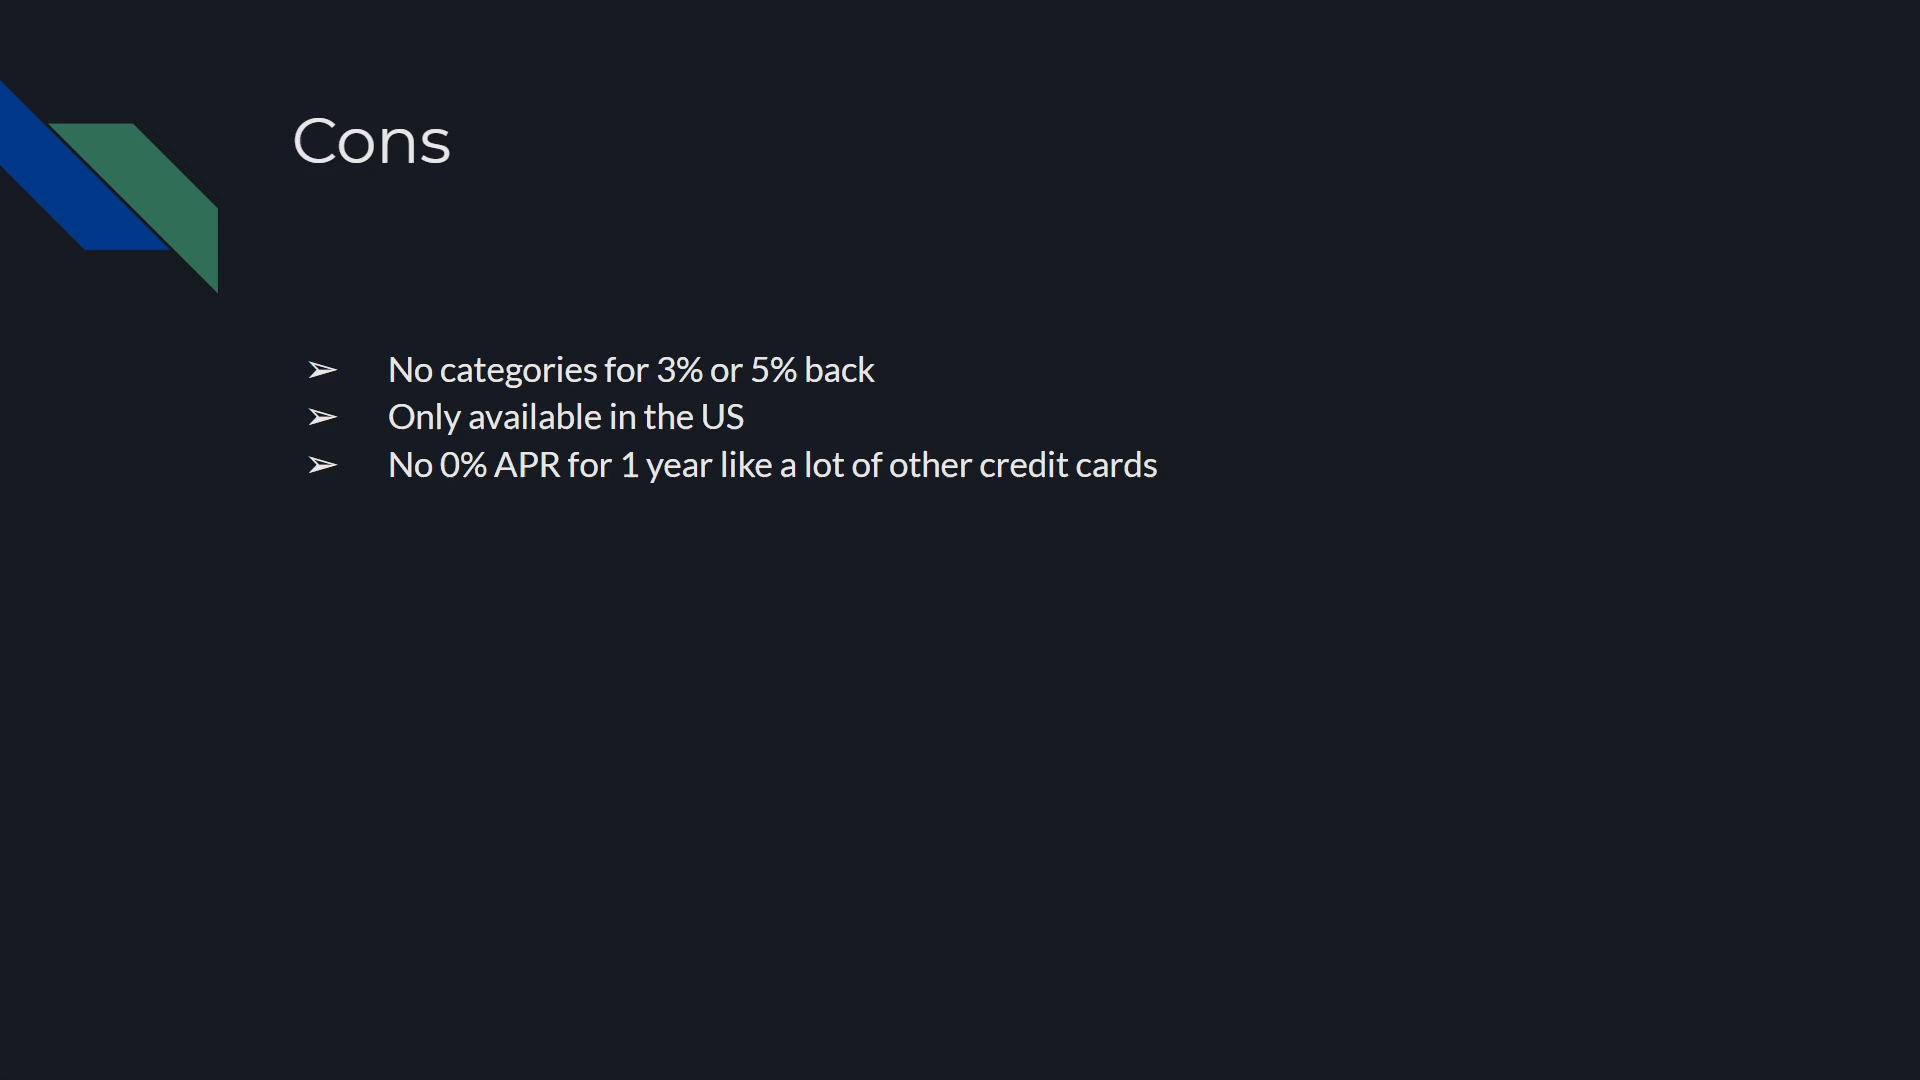 Cons
➢ No categories for 3% or 5% back
➢ Only available in the US
➢ No 0% APR for 1 year like a lot of other credit cards